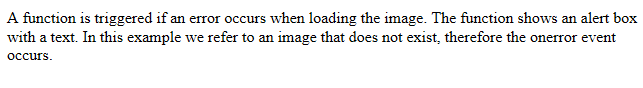 A function is triggered if an error occurs when loading the image. The function shows an alert box
with a text. In this example we refer to an image that does not exist, therefore the onerror event
occurs.